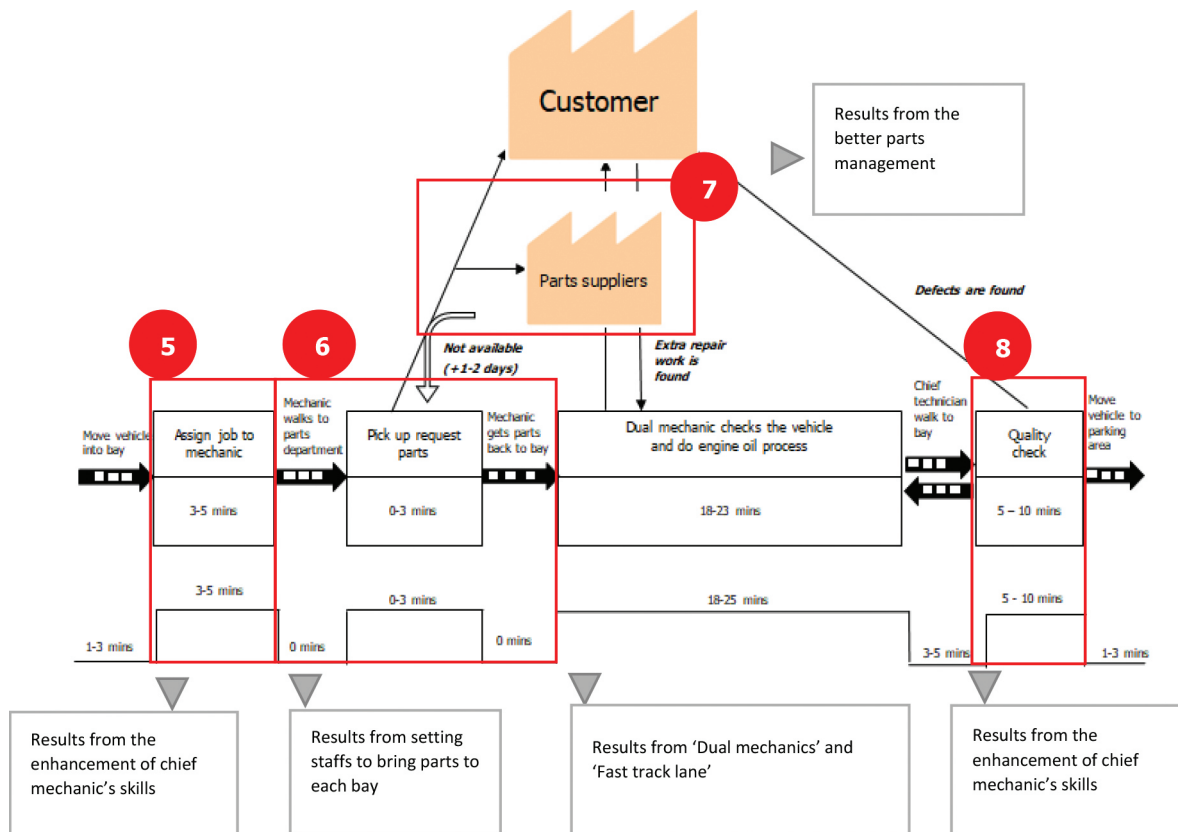 Customer
Results from the
better parts
management
7
Parts suppliers
Defects are found
5
6
8
Not available
(+1-2 days)
Extra repair
work is
found
Move vehicle
into bay
Assign job to
mechanic
Mechanic
walks to
parts
department
Pick up request
parts
Mechanic
gets parts
back to bay
Dual mechanic checks the vehicle
and do engine oil process
Chief
technician
walk to
bay
Quality
check
Move
vehicle to
parking
area
3-5 mins
0-3 mins
18-23 mins
5 – 10 mins
3-5 mins
0-3 mins
18-25 mins
5 - 10 mins
1-3 mins
0 mins
0 mins
3-5 mins
1-3 mins
Results from the
enhancement of chief
mechanic's skills
Results from setting
staffs to bring parts to
each bay
Results from ‘Dual mechanics’ and
‘Fast track lane’
Results from the
enhancement of chief
mechanic's skills